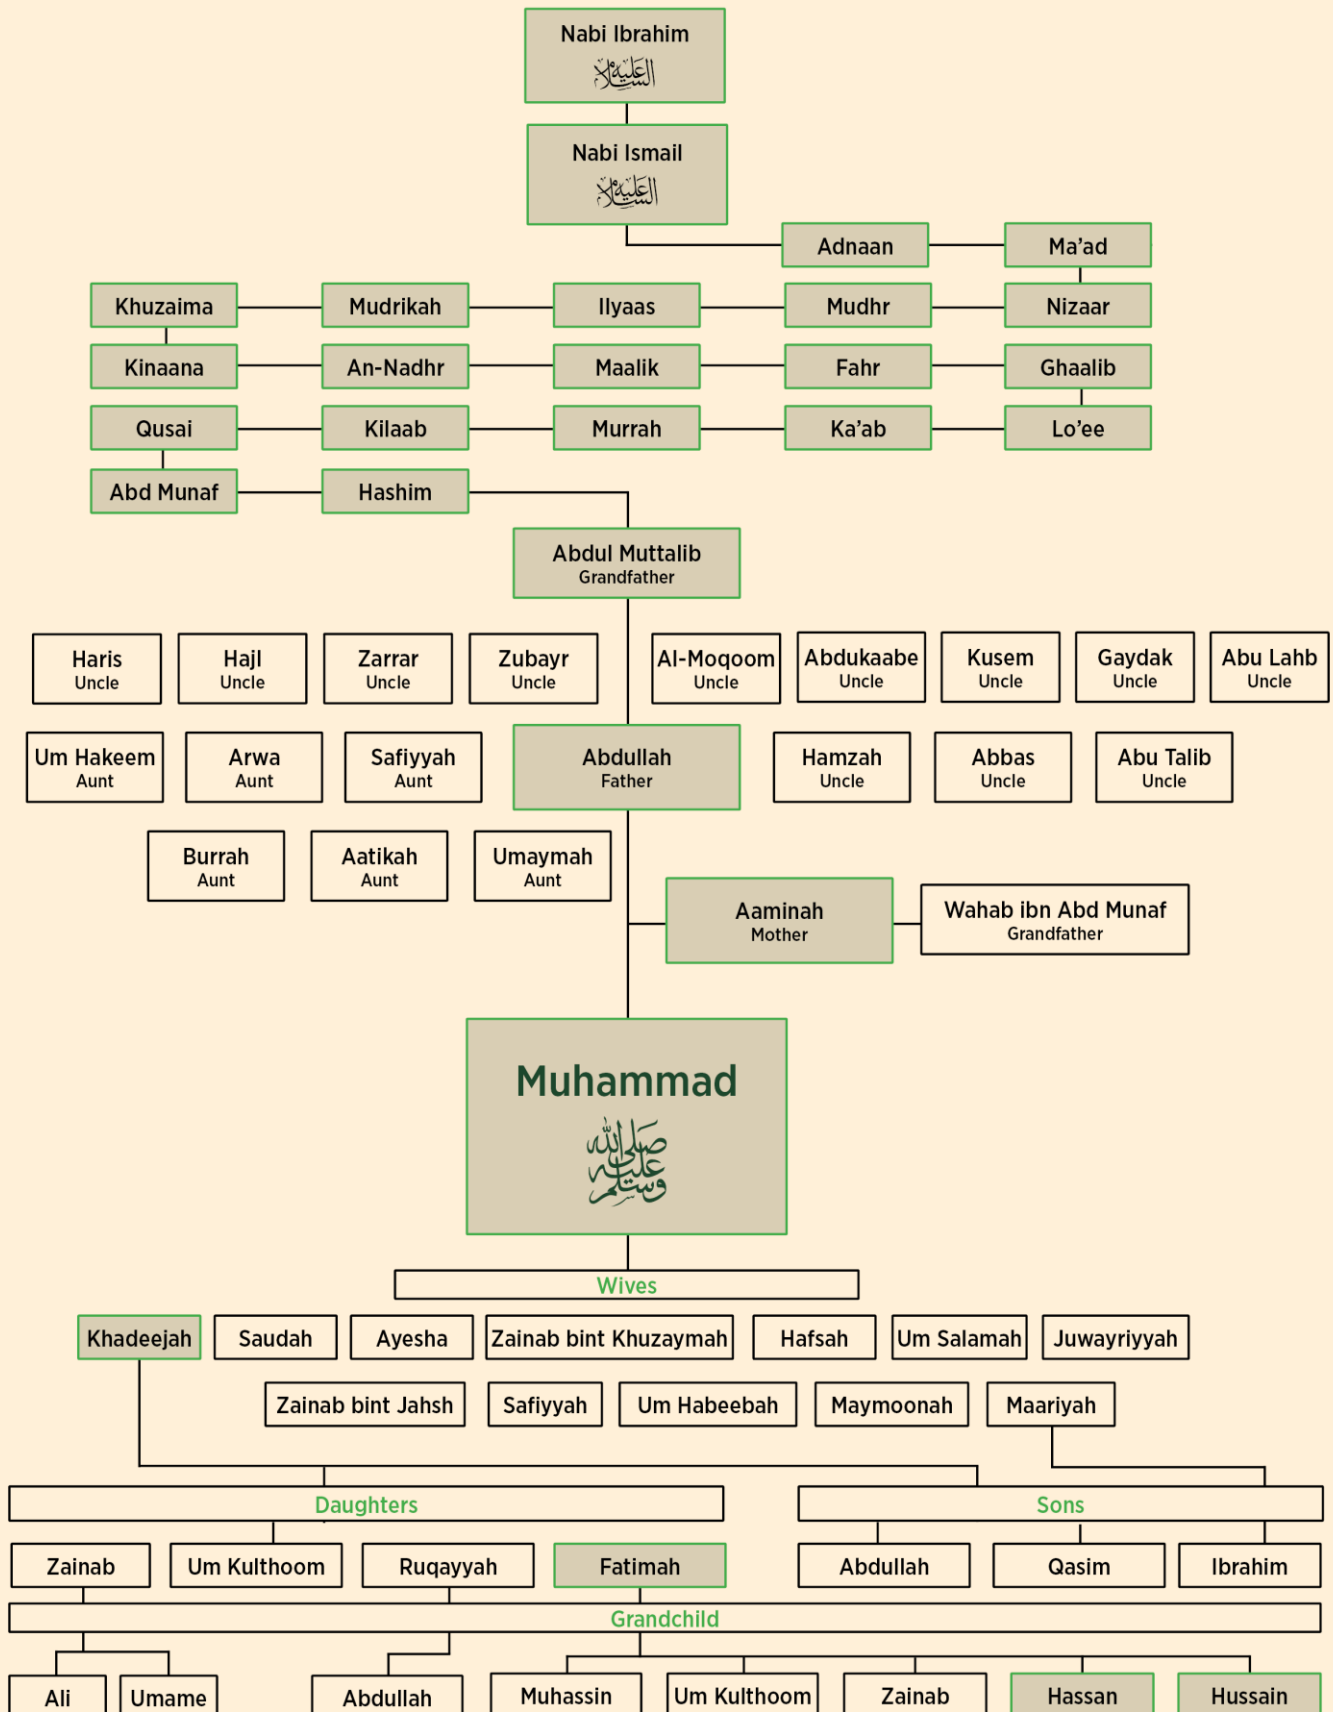 Nabi Ibrahim
عليه السلام
Nabi Ismail
عليه السلام
Adnaan
Ma'ad
Khuzaima
Mudrikah
Ilyaas
Mudhr
Nizaar
Kinaana
An-Nadhr
Maalik
Fahr
Ghaalib
Qusai
Kilaab
Murrah
Ka'ab
Lo'ee
Abd Munaf
Hashim
Abdul Muttalib
Grandfather
Haris
Uncle
Hajl
Uncle
Zarrar
Uncle
Zubayr
Uncle
Al-Moqoom
Uncle
Abdukaabe
Uncle
Kusem
Uncle
Gaydak
Uncle
Abu Lahb
Uncle
Um Hakeem
Aunt
Arwa
Aunt
Safiyyah
Aunt
Abdullah
Father
Hamzah
Uncle
Abbas
Uncle
Abu Talib
Uncle
Burrah
Aunt
Aatikah
Aunt
Umaymah
Aunt
Aaminah
Mother
Wahab ibn Abd Munaf
Grandfather
Muhammad
صلى الله
عليه
وسلم
Wives
Khadeejah
Saudah
Ayesha
Zainab bint Khuzaymah
Hafsah
Um Salamah
Juwayriyyah
Zainab bint Jahsh
Safiyyah
Um Habeebah
Maymoonah
Maariyah
Daughters
Sons
Zainab
Um Kulthoom
Ruqayyah
Fatimah
Abdullah
Qasim
Ibrahim
Grandchild
Ali
Umame
Abdullah
Muhassin
Um Kulthoom
Zainab
Hassan
Hussain